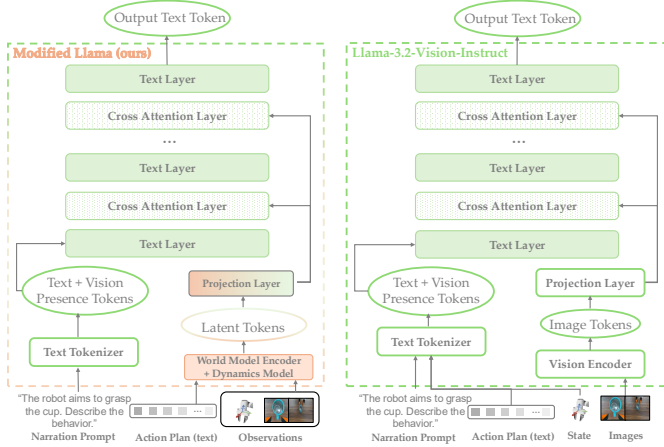 Output Text Token
Modified Llama (ours)
Text Layer
Cross Attention Layer
...
Text Layer
Cross Attention Layer
Text Layer
Text + Vision
Presence Tokens
Projection Layer
Latent Tokens
Text Tokenizer
World Model Encoder
+ Dynamics Model
“The robot aims to grasp
the cup. Describe the
behavior.”
...
Narration Prompt
Action Plan (text)
Observations
Output Text Token
Llama-3.2-Vision-Instruct
Text Layer
Cross Attention Layer
...
Text Layer
Cross Attention Layer
Text Layer
Text + Vision
Presence Tokens
Projection Layer
Image Tokens
Text Tokenizer
Vision Encoder
“The robot aims to grasp
the cup. Describe the
behavior.”
...
Narration Prompt
Action Plan (text)
State
Images